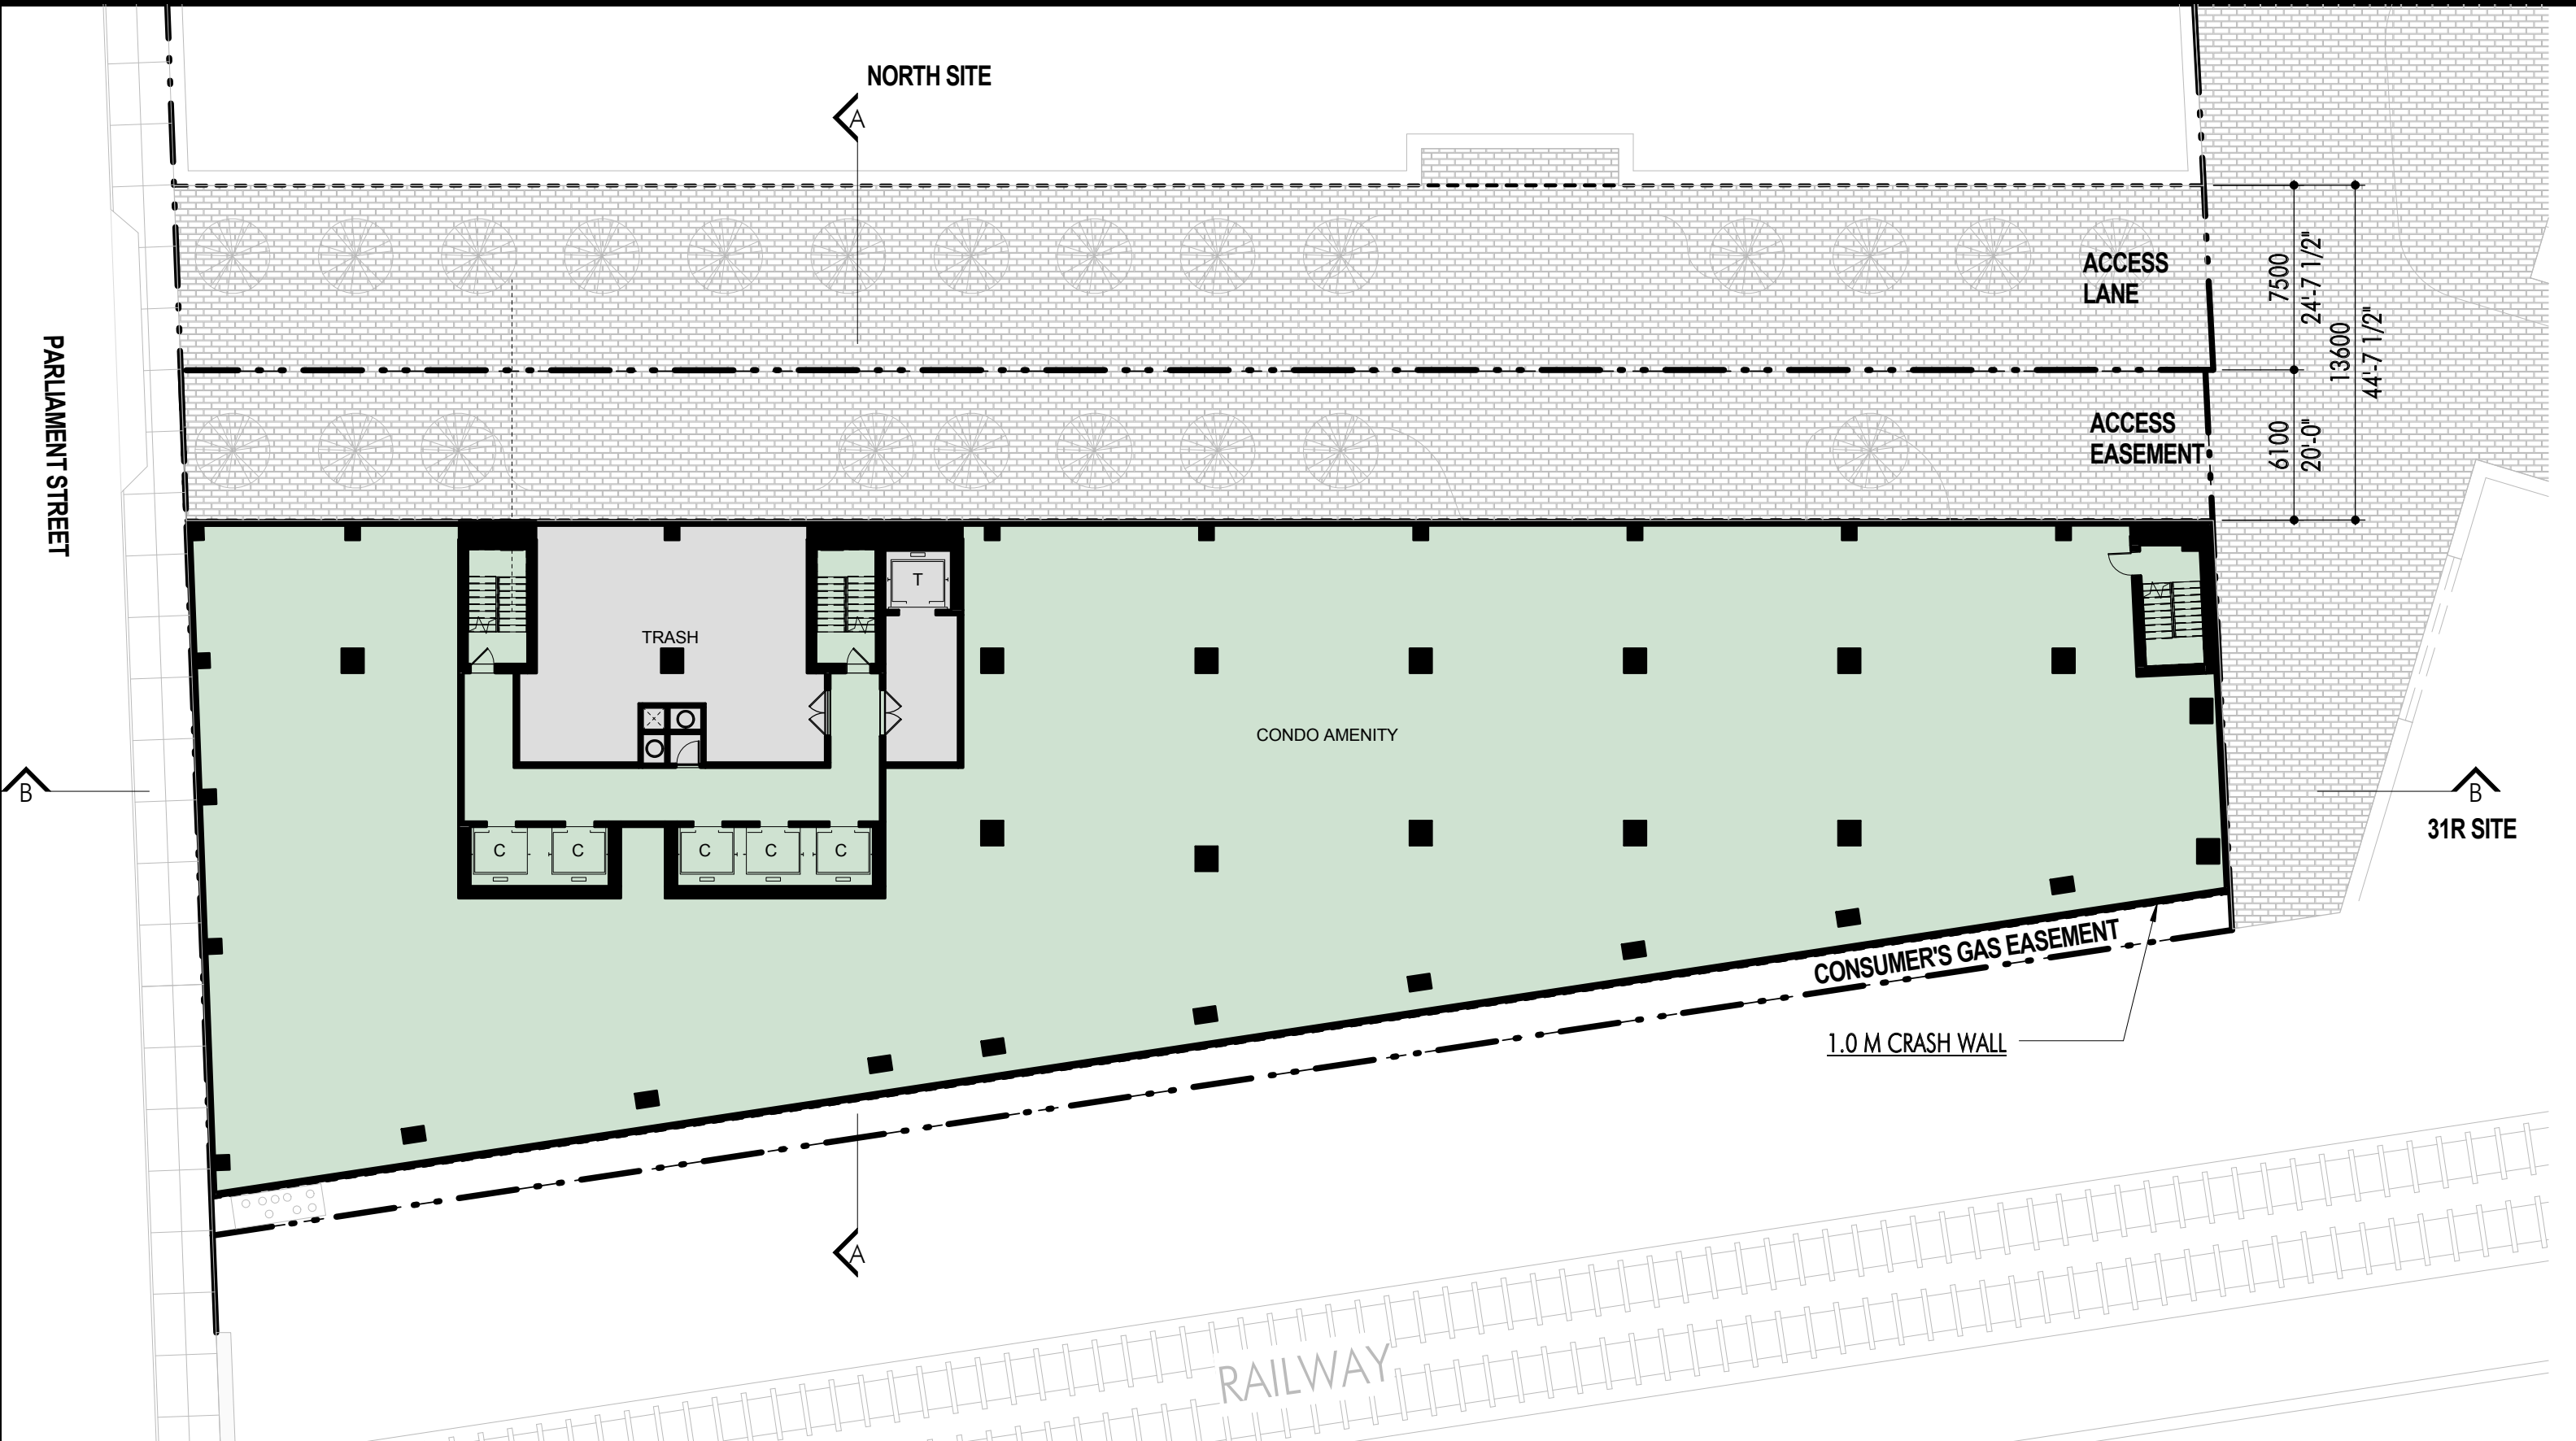 NORTH SITE
A
ACCESS
LANE
7500
24'-7 1/2"
13600
44'-7 1/2"
PARLIAMENT STREET
ACCESS
EASEMENT
6100
20'-0"
T
TRASH
CONDO AMENITY
B
B
31R SITE
C
C
C
C
C
CONSUMER'S GAS EASEMENT
1.0 M CRASH WALL
A
RAILWAY